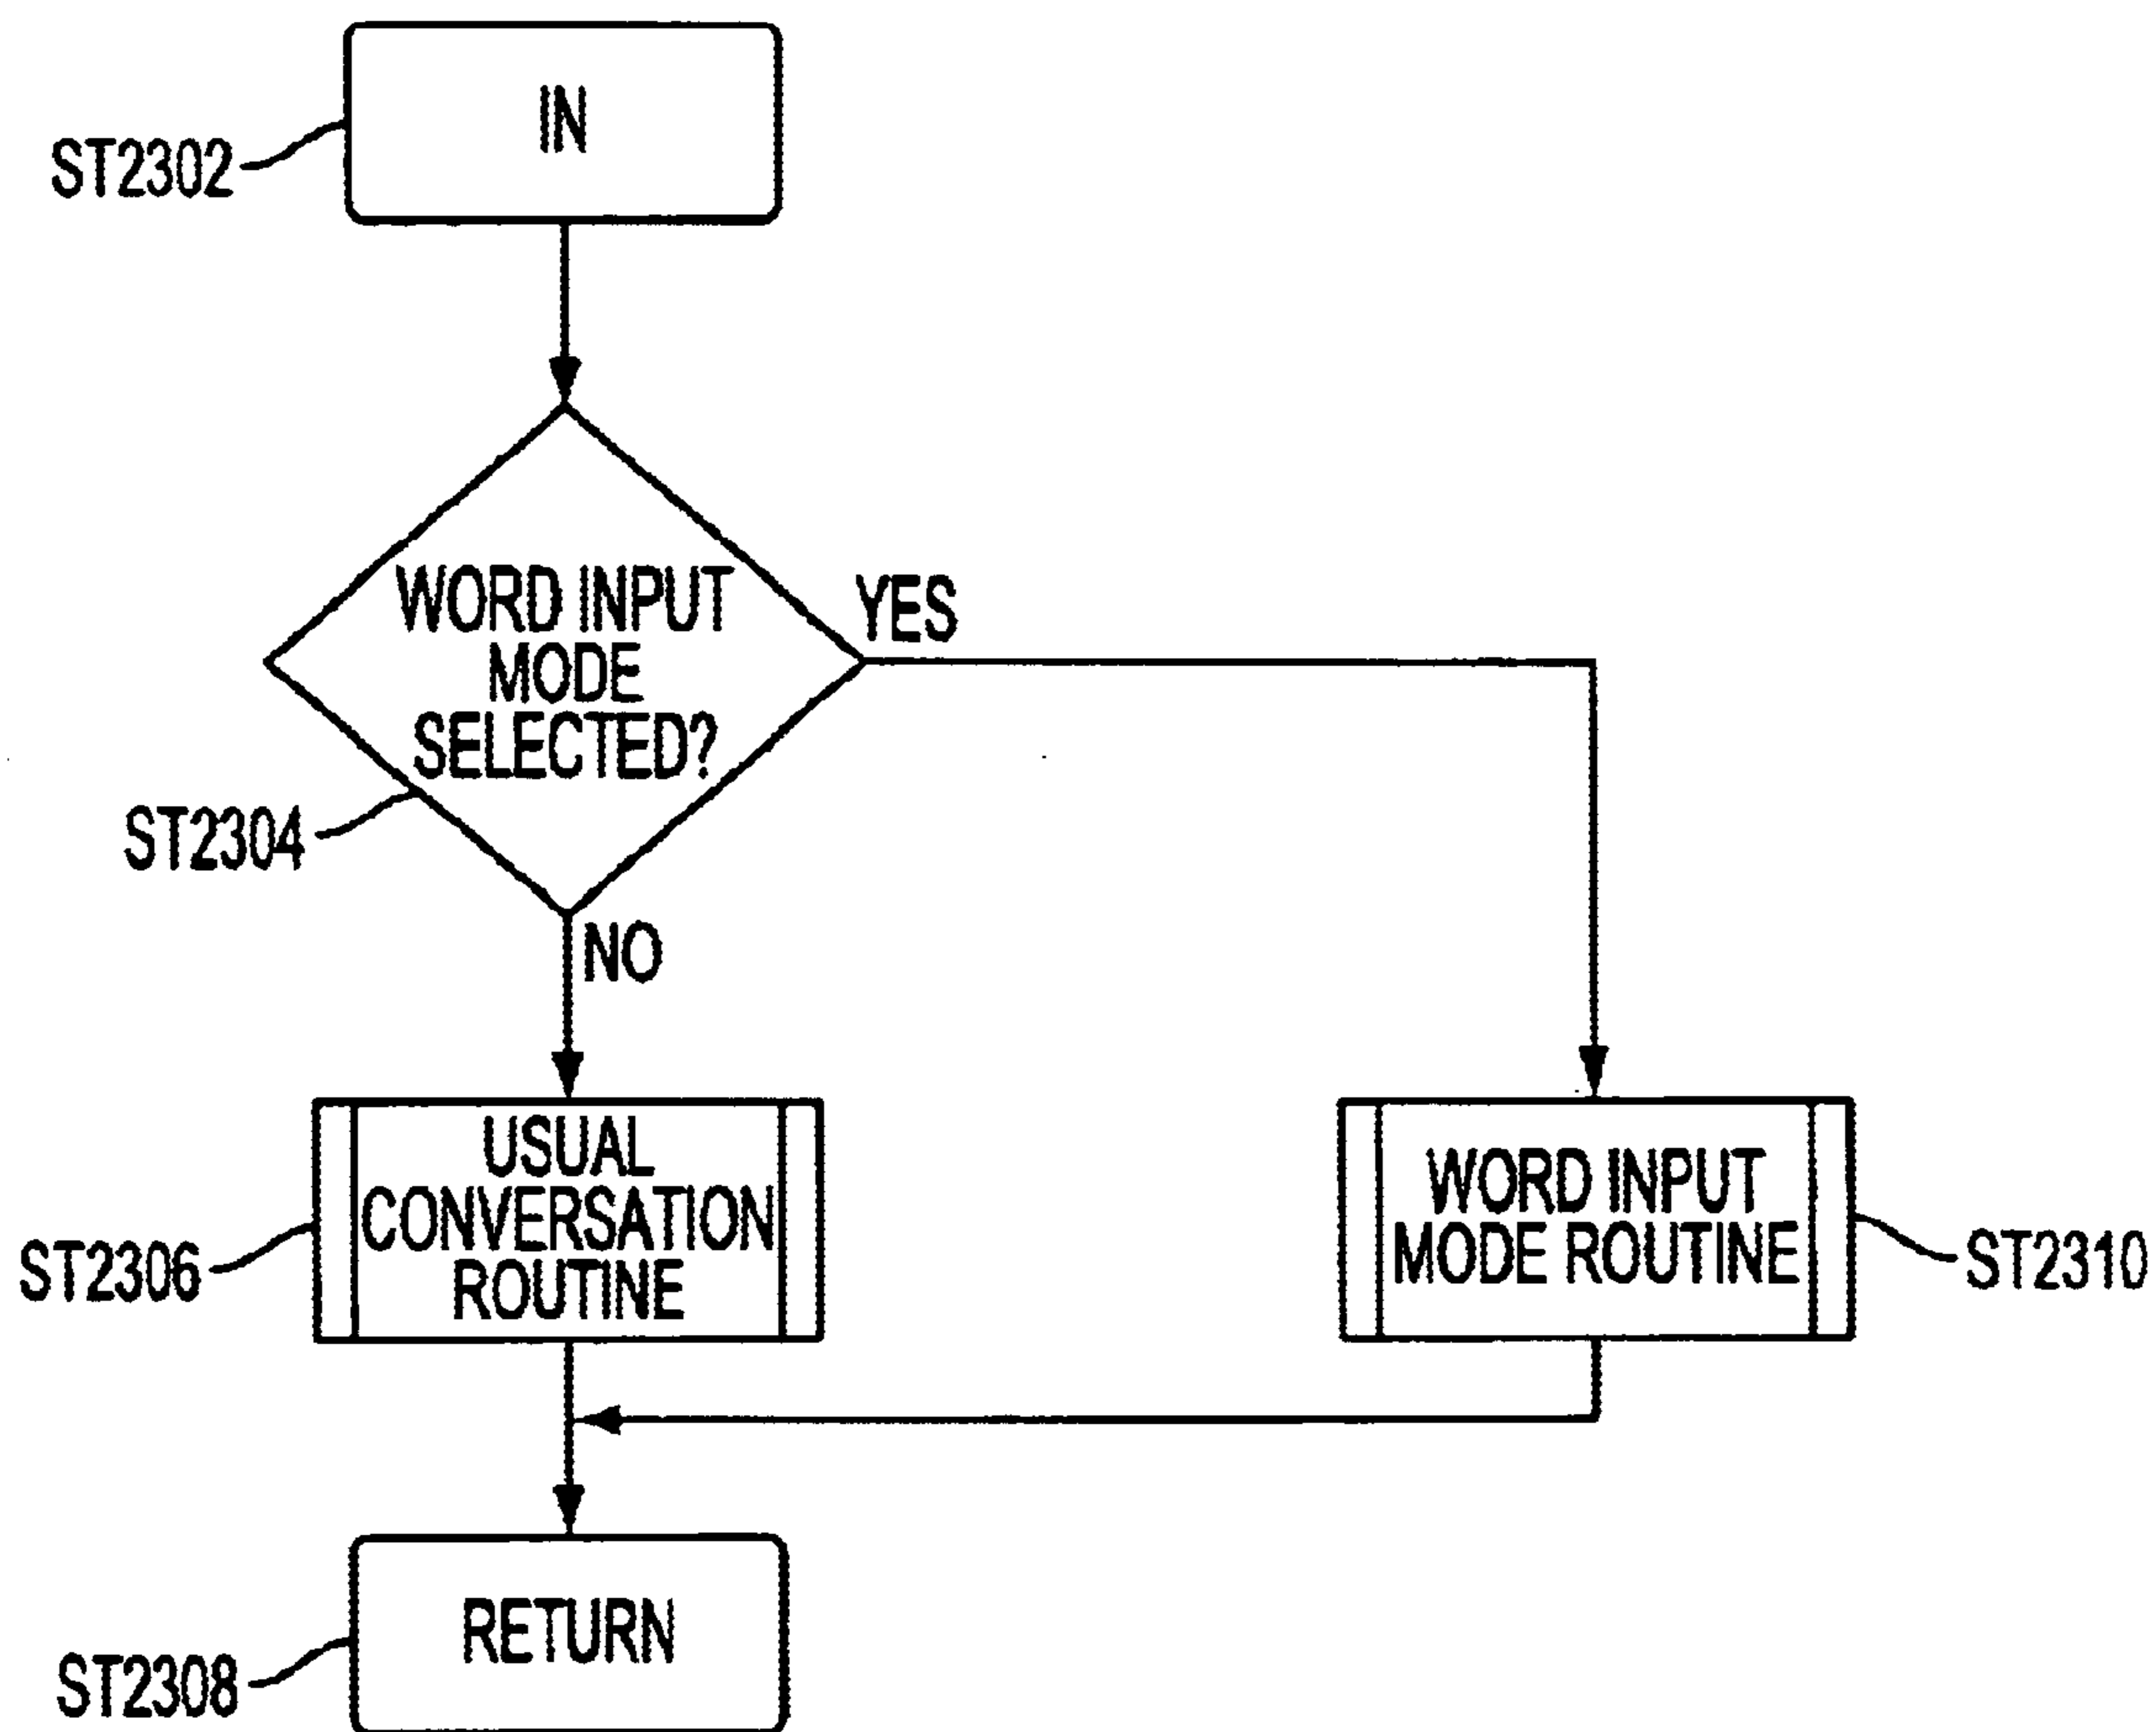 IN
ST2302
WORD INPUT
MODE
SELECTED?
YES
ST2304
NO
USUAL
CONVERSATION
ROUTINE
ST2306
WORD INPUT
MODE ROUTINE
ST2310
RETURN
ST2308